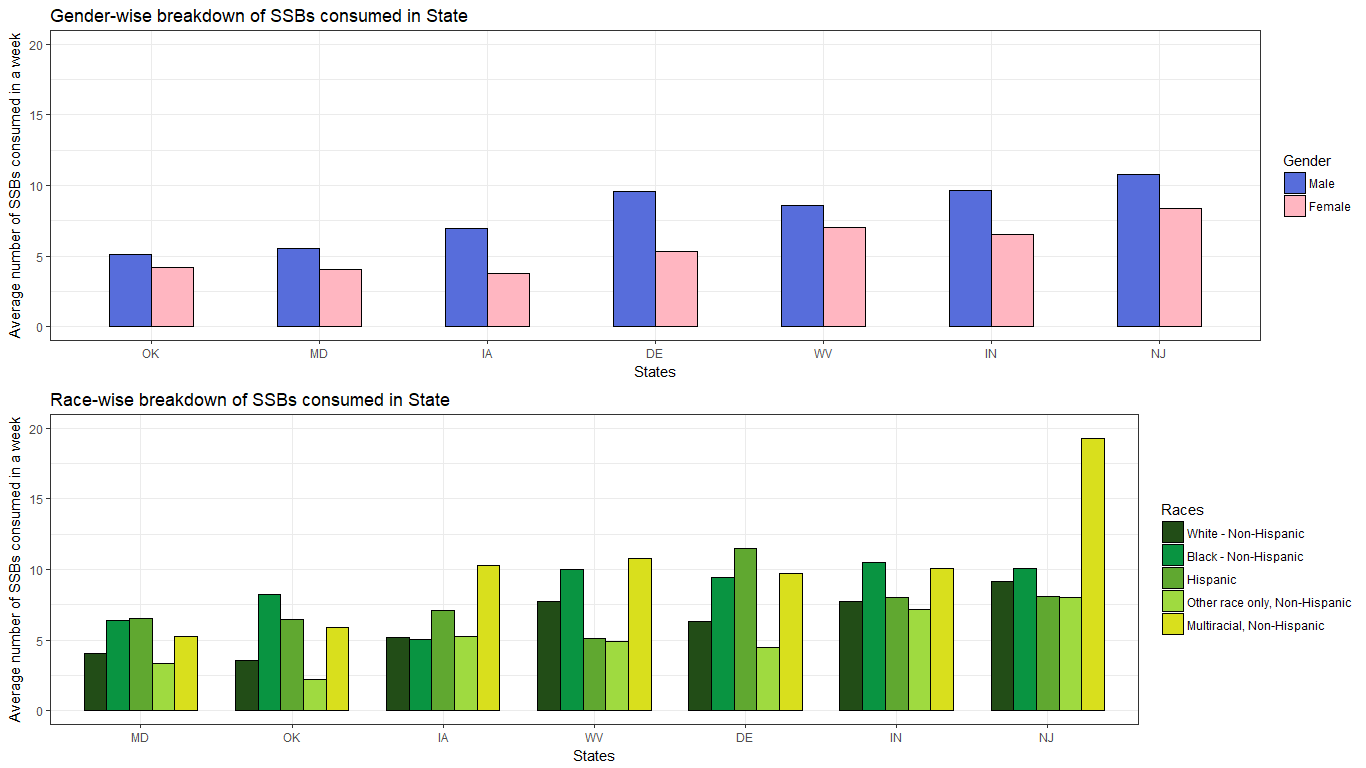 Gender-wise breakdown of SSBs consumed in State
Average number of SSBs consumed in a week
20
15
10
5
0
OK MD IA DE WV IN NJ
States
Gender
Male
Female
Race-wise breakdown of SSBs consumed in State
Average number of SSBs consumed in a week
20
15
10
5
0
MD OK IA WV DE IN NJ
States
Races
White - Non-Hispanic
Black - Non-Hispanic
Hispanic
Other race only, Non-Hispanic
Multiracial, Non-Hispanic